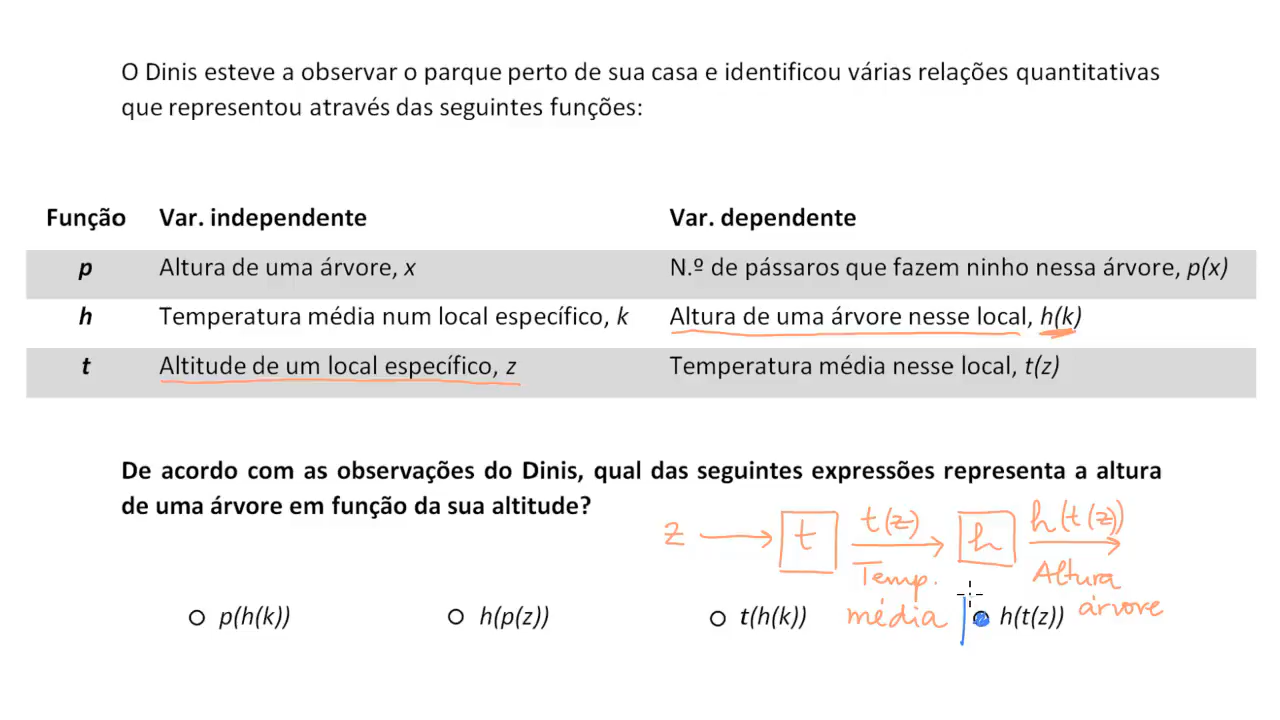 O Dinis esteve a observar o parque perto de sua casa e identificou várias relações quantitativas
que representou através das seguintes funções:
Função Var. independente Var. dependente
p Altura de uma árvore, x N.º de pássaros que fazem ninho nessa árvore, p(x)
h Temperatura média num local específico, k Altura de uma árvore nesse local, h(k)
t Altitude de um local específico, z Temperatura média nesse local, t(z)
De acordo com as observações do Dinis, qual das seguintes expressões representa a altura
de uma árvore em função da sua altitude?
z t t(z) h h(t(z))
Temp. Altura
média árvore
p(h(k)) h(p(z)) t(h(k)) h(t(z))